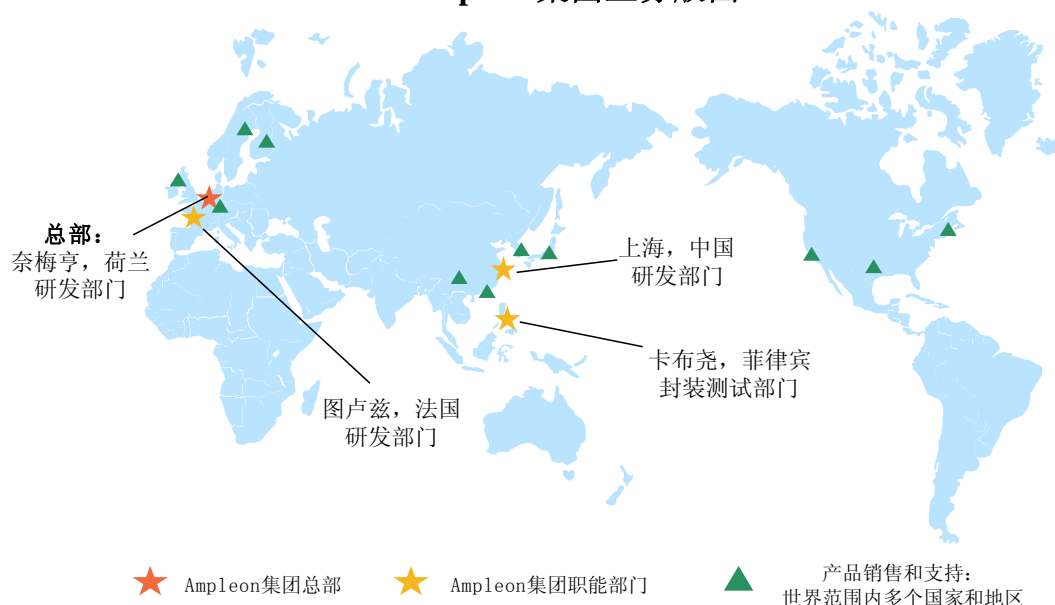 总部：
奈梅亨，荷兰
研发部门
上海，中国
研发部门
卡布尧，菲律宾
封装测试部门
图卢兹，法国
研发部门
Ampleon集团总部
Ampleon集团职能部门
产品销售和支持：
世界范围内多个国家和地区